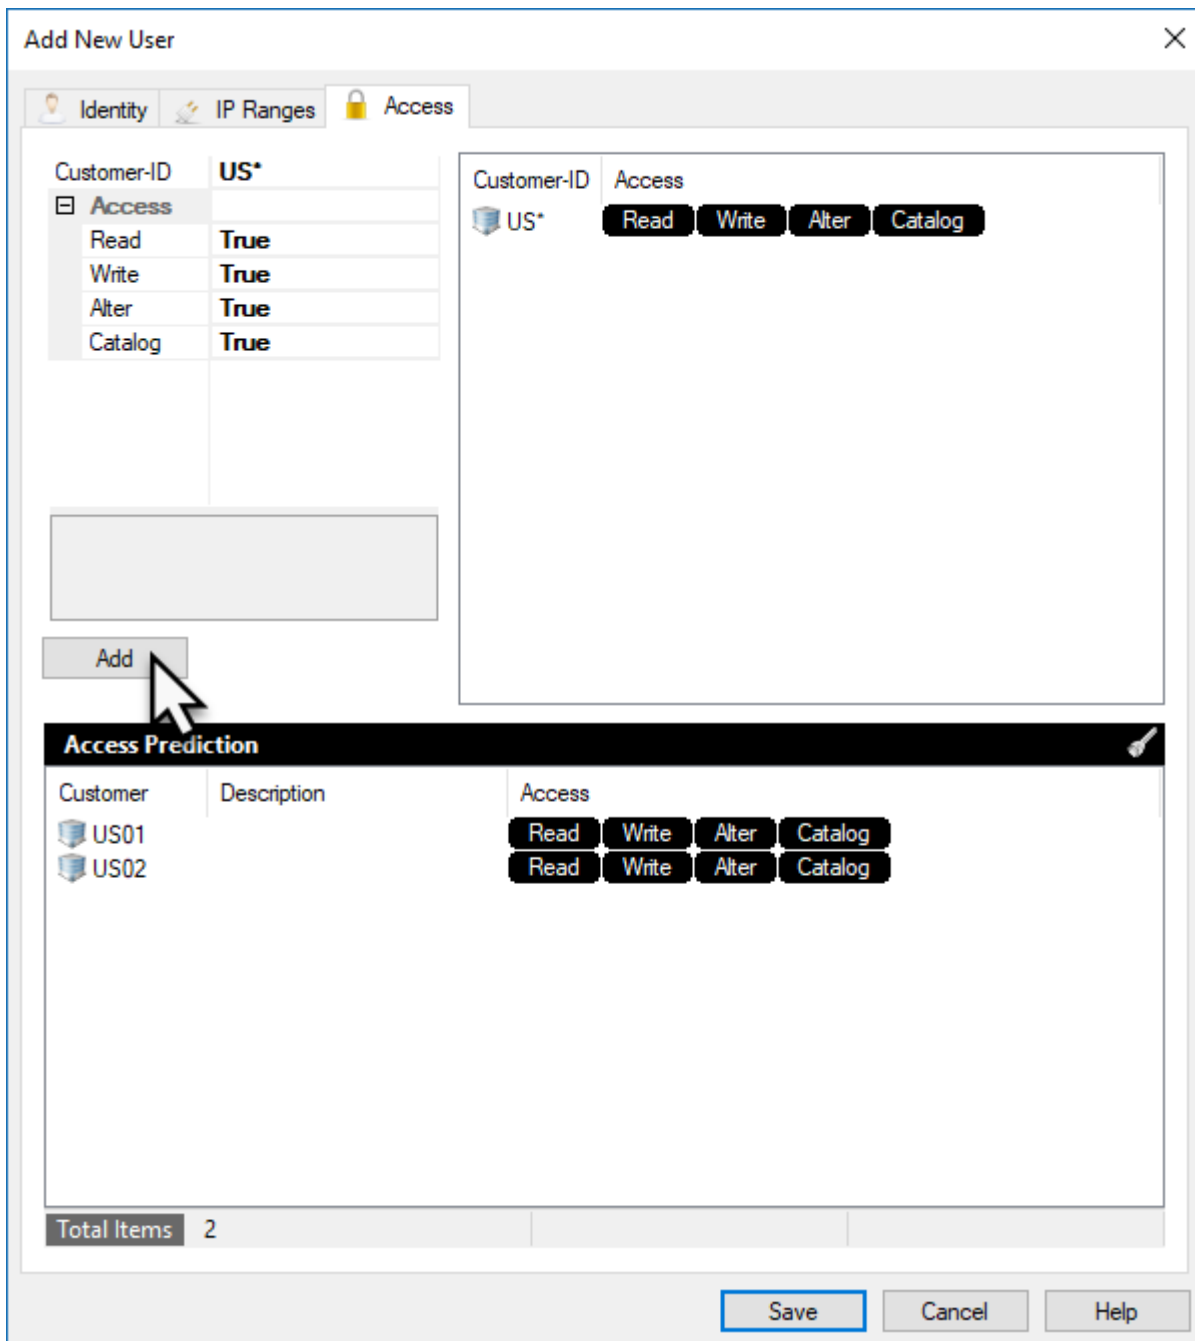 Add New User
Identity IP Ranges Access
Customer-ID US*
Access
Read True
Write True
Alter True
Catalog True
Customer-ID Access
US* Read Write Alter Catalog
Add
Access Prediction
Customer Description Access
US01 Read Write Alter Catalog
US02 Read Write Alter Catalog
Total Items 2
Save Cancel Help